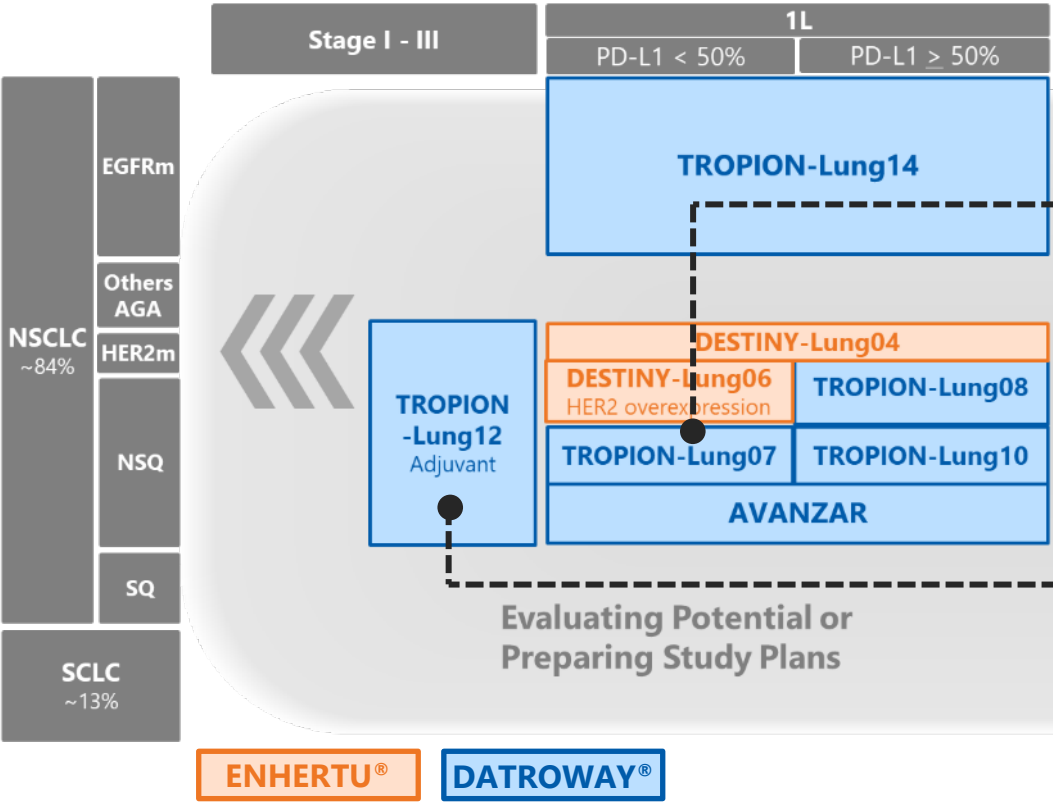 Stage I - III
1L
PD-L1 < 50%
PD-L1 ≥ 50%
NSCLC
~84%
EGFRm
Others
AGA
HER2m
NSQ
SQ
SCLC
~13%
TROPION-Lung14
TROPION
-Lung12
Adjuvant
DESTINY-Lung04
DESTINY-Lung06
HER2 overexpression
TROPION-Lung08
TROPION-Lung07
TROPION-Lung10
AVANZAR
Evaluating Potential or
Preparing Study Plans
ENHERTU®
DATROWAY®